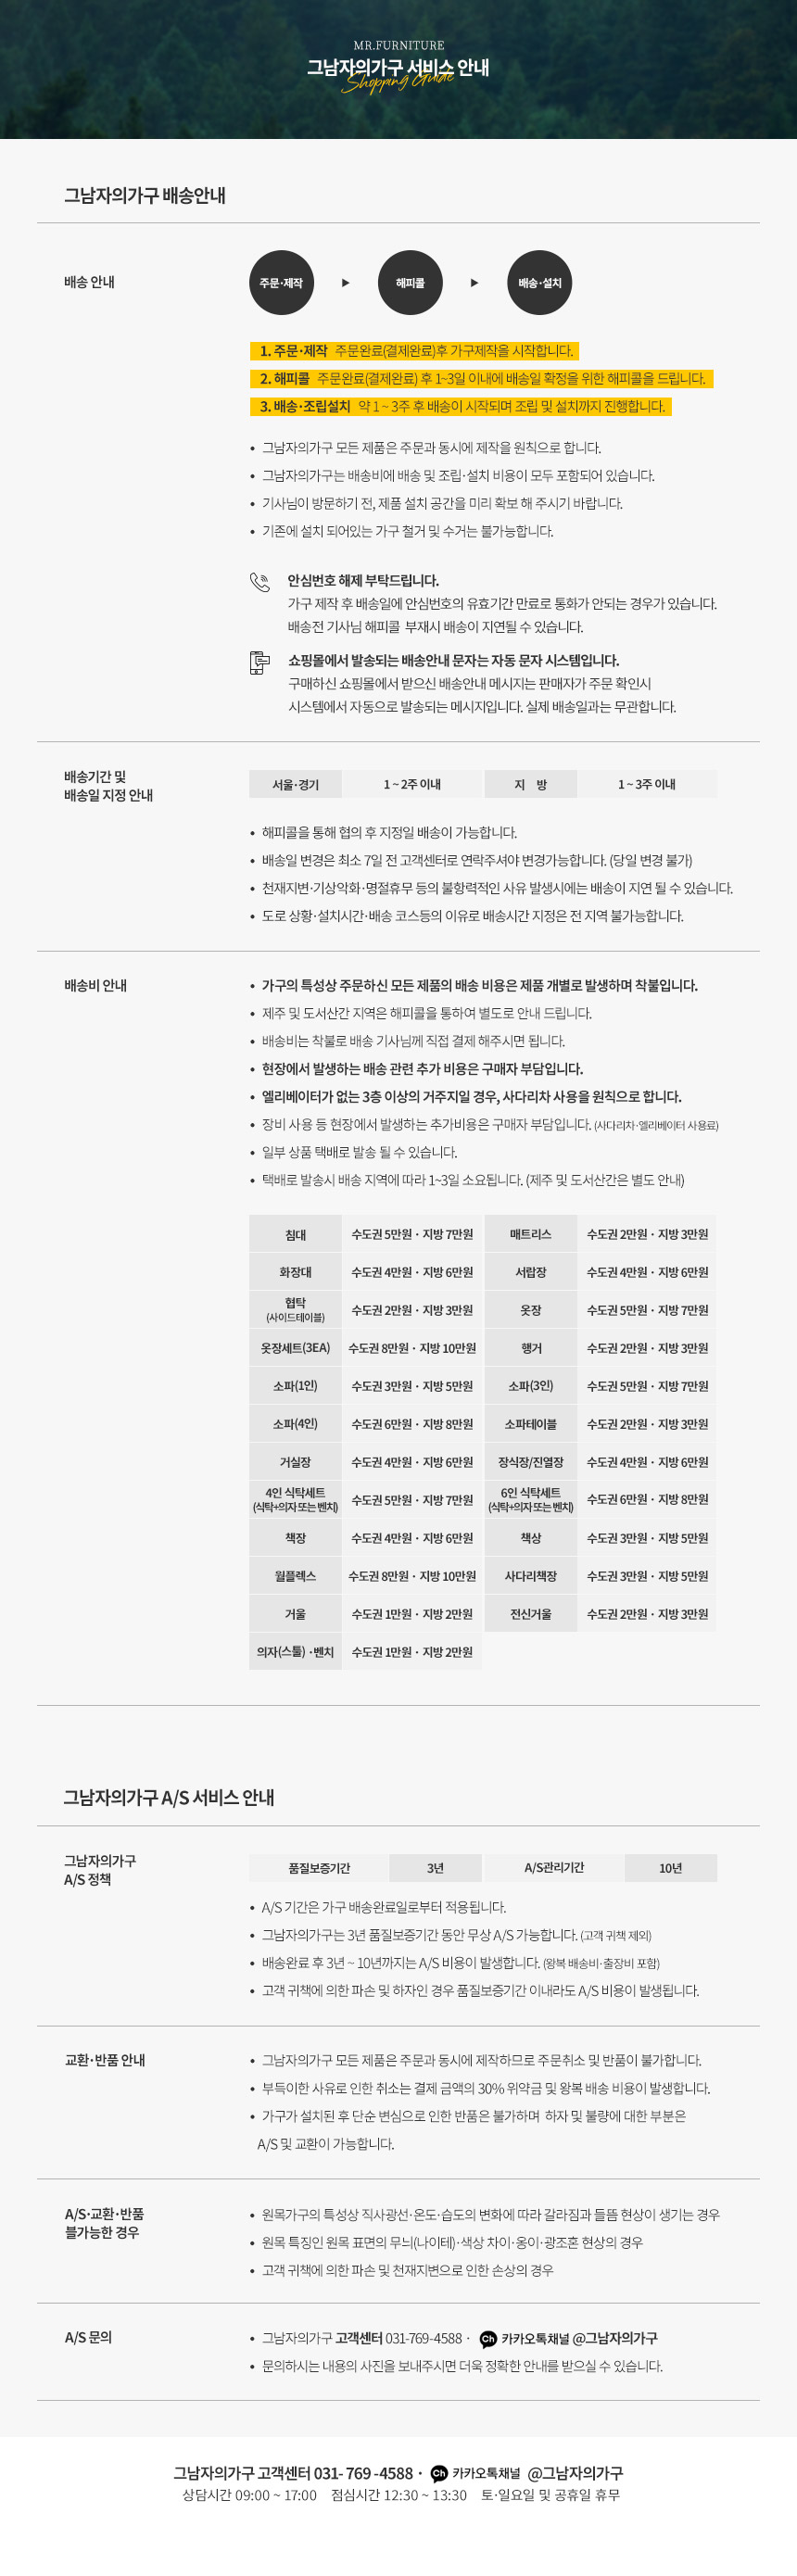 MR.FURNITURE
그남자의가구 서비스 안내
Shopping Guide
그남자의가구 배송안내
배송 안내
주문·제작 ▶ 해피콜 ▶ 배송·설치
1. 주문·제작 주문완료(결제완료)후 가구제작을 시작합니다.
2. 해피콜 주문완료(결제완료) 후 1~3일 이내에 배송일 확정을 위한 해피콜을 드립니다.
3. 배송·조립설치 약 1 ~ 3주 후 배송이 시작되며 조립 및 설치까지 진행합니다.
• 그남자의가구 모든 제품은 주문과 동시에 제작을 원칙으로 합니다.
• 그남자의가구는 배송비에 배송 및 조립·설치 비용이 모두 포함되어 있습니다.
• 기사님이 방문하기 전, 제품 설치 공간을 미리 확보 해 주시기 바랍니다.
• 기존에 설치 되어있는 가구 철거 및 수거는 불가능합니다.
안심번호 해제 부탁드립니다.
가구 제작 후 배송일에 안심번호의 유효기간 만료로 통화가 안되는 경우가 있습니다.
배송전 기사님 해피콜 부재시 배송이 지연될 수 있습니다.
쇼핑몰에서 발송되는 배송안내 문자는 자동 문자 시스템입니다.
구매하신 쇼핑몰에서 받으신 배송안내 메시지는 판매자가 주문 확인시
시스템에서 자동으로 발송되는 메시지입니다. 실제 배송일과는 무관합니다.
배송기간 및
배송일 지정 안내
서울·경기 1 ~ 2주 이내 지 방 1 ~ 3주 이내
• 해피콜을 통해 협의 후 지정일 배송이 가능합니다.
• 배송일 변경은 최소 7일 전 고객센터로 연락주셔야 변경가능합니다. (당일 변경 불가)
• 천재지변·기상악화·명절휴무 등의 불항력적인 사유 발생시에는 배송이 지연 될 수 있습니다.
• 도로 상황·설치시간·배송 코스등의 이유로 배송시간 지정은 전 지역 불가능합니다.
배송비 안내
• 가구의 특성상 주문하신 모든 제품의 배송 비용은 제품 개별로 발생하며 착불입니다.
• 제주 및 도서산간 지역은 해피콜을 통하여 별도로 안내 드립니다.
• 배송비는 착불로 배송 기사님께 직접 결제 해주시면 됩니다.
• 현장에서 발생하는 배송 관련 추가 비용은 구매자 부담입니다.
• 엘리베이터가 없는 3층 이상의 거주지일 경우, 사다리차 사용을 원칙으로 합니다.
• 장비 사용 등 현장에서 발생하는 추가비용은 구매자 부담입니다. (사다리차·엘리베이터 사용료)
• 일부 상품 택배로 발송 될 수 있습니다.
• 택배로 발송시 배송 지역에 따라 1~3일 소요됩니다. (제주 및 도서산간은 별도 안내)
침대 수도권 5만원 · 지방 7만원 매트리스 수도권 2만원 · 지방 3만원
화장대 수도권 4만원 · 지방 6만원 서랍장 수도권 4만원 · 지방 6만원
협탁 (사이드테이블) 수도권 2만원 · 지방 3만원 옷장 수도권 5만원 · 지방 7만원
옷장세트(3EA) 수도권 8만원 · 지방 10만원 행거 수도권 2만원 · 지방 3만원
소파(1인) 수도권 3만원 · 지방 5만원 소파(3인) 수도권 5만원 · 지방 7만원
소파(4인) 수도권 6만원 · 지방 8만원 소파테이블 수도권 2만원 · 지방 3만원
거실장 수도권 4만원 · 지방 6만원 장식장/진열장 수도권 4만원 · 지방 6만원
4인 식탁세트 (식탁+의자 또는 벤치) 수도권 5만원 · 지방 7만원 6인 식탁세트 (식탁+의자 또는 벤치) 수도권 6만원 · 지방 8만원
책장 수도권 4만원 · 지방 6만원 책상 수도권 3만원 · 지방 5만원
월플렉스 수도권 8만원 · 지방 10만원 사다리책장 수도권 3만원 · 지방 5만원
거울 수도권 1만원 · 지방 2만원 전신거울 수도권 2만원 · 지방 3만원
의자(스툴) ·벤치 수도권 1만원 · 지방 2만원
그남자의가구 A/S 서비스 안내
그남자의가구
A/S 정책
품질보증기간 3년 A/S관리기간 10년
• A/S 기간은 가구 배송완료일로부터 적용됩니다.
• 그남자의가구는 3년 품질보증기간 동안 무상 A/S 가능합니다. (고객 귀책 제외)
• 배송완료 후 3년 ~ 10년까지는 A/S 비용이 발생합니다. (왕복 배송비·출장비 포함)
• 고객 귀책에 의한 파손 및 하자인 경우 품질보증기간 이내라도 A/S 비용이 발생됩니다.
교환·반품 안내
• 그남자의가구 모든 제품은 주문과 동시에 제작하므로 주문취소 및 반품이 불가합니다.
• 부득이한 사유로 인한 취소는 결제 금액의 30% 위약금 및 왕복 배송 비용이 발생합니다.
• 가구가 설치된 후 단순 변심으로 인한 반품은 불가하며 하자 및 불량에 대한 부분은
A/S 및 교환이 가능합니다.
A/S·교환·반품
불가능한 경우
• 원목가구의 특성상 직사광선·온도·습도의 변화에 따라 갈라짐과 들뜸 현상이 생기는 경우
• 원목 특징인 원목 표면의 무늬(나이테)·색상 차이·옹이·광조혼 현상의 경우
• 고객 귀책에 의한 파손 및 천재지변으로 인한 손상의 경우
A/S 문의
• 그남자의가구 고객센터 031-769-4588 · Ch 카카오톡채널 @그남자의가구
• 문의하시는 내용의 사진을 보내주시면 더욱 정확한 안내를 받으실 수 있습니다.
그남자의가구 고객센터 031- 769 -4588 · Ch 카카오톡채널 @그남자의가구
상담시간 09:00 ~ 17:00 점심시간 12:30 ~ 13:30 토·일요일 및 공휴일 휴무